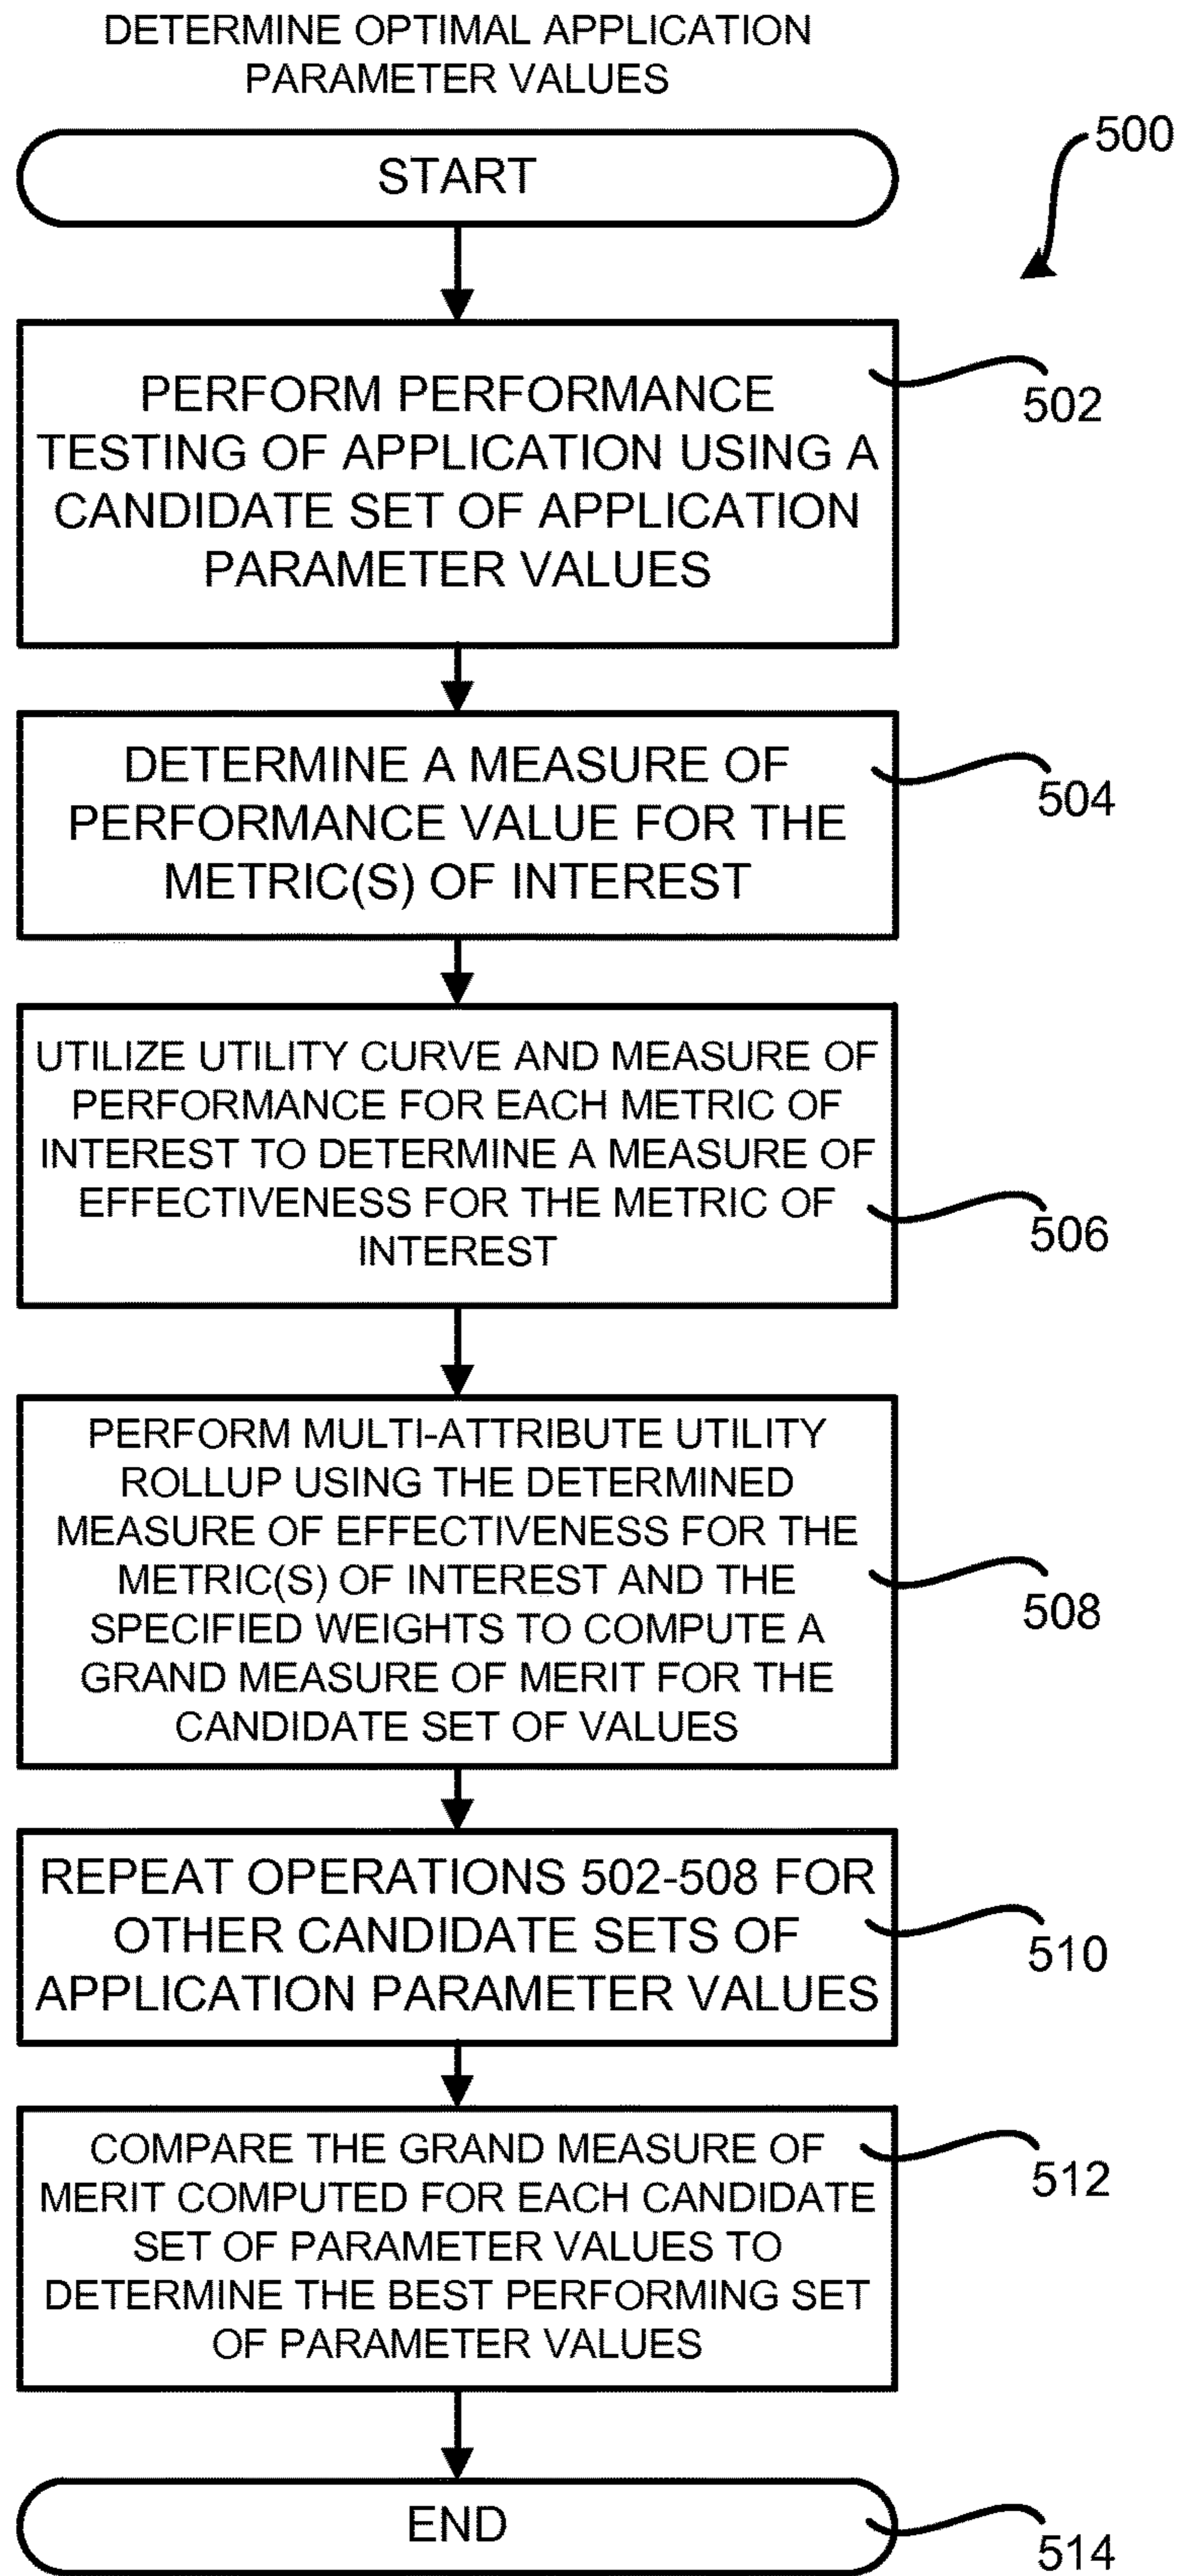 DETERMINE OPTIMAL APPLICATION
PARAMETER VALUES
500
START
PERFORM PERFORMANCE
TESTING OF APPLICATION USING A
CANDIDATE SET OF APPLICATION
PARAMETER VALUES
502
DETERMINE A MEASURE OF
PERFORMANCE VALUE FOR THE
METRIC(S) OF INTEREST
504
UTILIZE UTILITY CURVE AND MEASURE OF
PERFORMANCE FOR EACH METRIC OF
INTEREST TO DETERMINE A MEASURE OF
EFFECTIVENESS FOR THE METRIC OF
INTEREST
506
PERFORM MULTI-ATTRIBUTE UTILITY
ROLLUP USING THE DETERMINED
MEASURE OF EFFECTIVENESS FOR THE
METRIC(S) OF INTEREST AND THE
SPECIFIED WEIGHTS TO COMPUTE A
GRAND MEASURE OF MERIT FOR THE
CANDIDATE SET OF VALUES
508
REPEAT OPERATIONS 502-508 FOR
OTHER CANDIDATE SETS OF
APPLICATION PARAMETER VALUES
510
COMPARE THE GRAND MEASURE OF
MERIT COMPUTED FOR EACH CANDIDATE
SET OF PARAMETER VALUES TO
DETERMINE THE BEST PERFORMING SET
OF PARAMETER VALUES
512
END
514